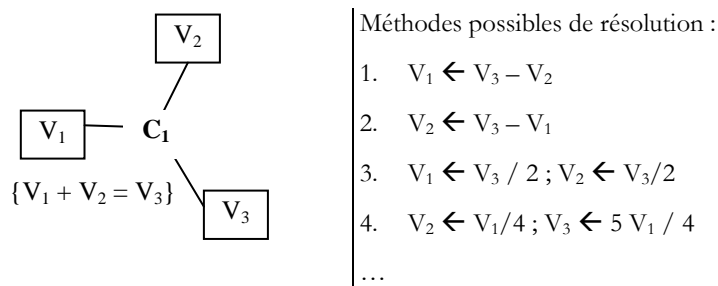 V₂
V₁
C₁
{V₁ + V₂ = V₃}
V₃
Méthodes possibles de résolution :
1. V₁ ← V₃ – V₂
2. V₂ ← V₃ – V₁
3. V₁ ← V₃ / 2 ; V₂ ← V₃/2
4. V₂ ← V₁/4 ; V₃ ← 5 V₁ / 4
…